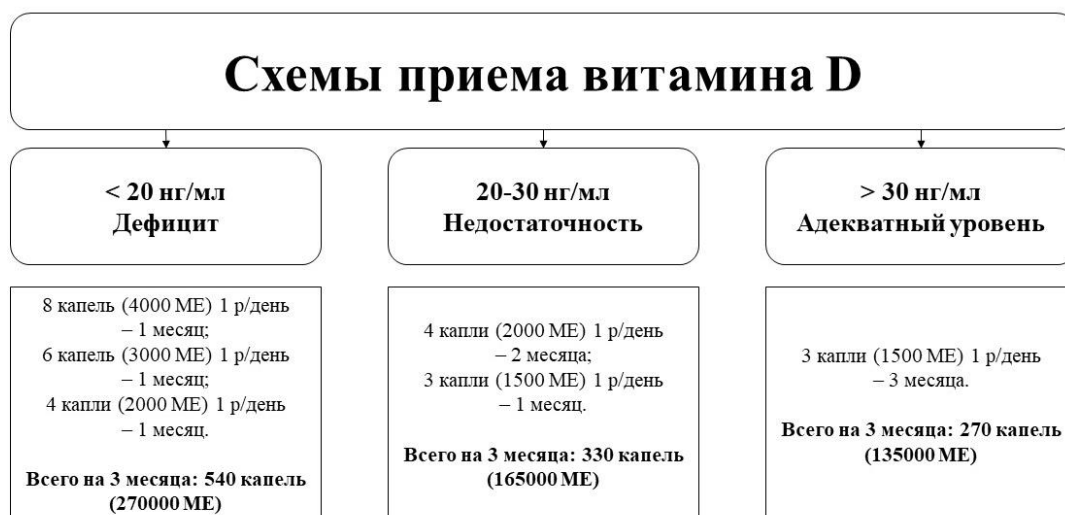 Схемы приема витамина D
< 20 нг/мл
Дефицит
20-30 нг/мл
Недостаточность
> 30 нг/мл
Адекватный уровень
8 капель (4000 МЕ) 1 р/день
– 1 месяц;
6 капель (3000 МЕ) 1 р/день
– 1 месяц;
4 капли (2000 МЕ) 1 р/день
– 1 месяц.
Всего на 3 месяца: 540 капель
(270000 МЕ)
4 капли (2000 МЕ) 1 р/день
– 2 месяца;
3 капли (1500 МЕ) 1 р/день
– 1 месяц.
Всего на 3 месяца: 330 капель
(165000 МЕ)
3 капли (1500 МЕ) 1 р/день
– 3 месяца.
Всего на 3 месяца: 270 капель
(135000 МЕ)